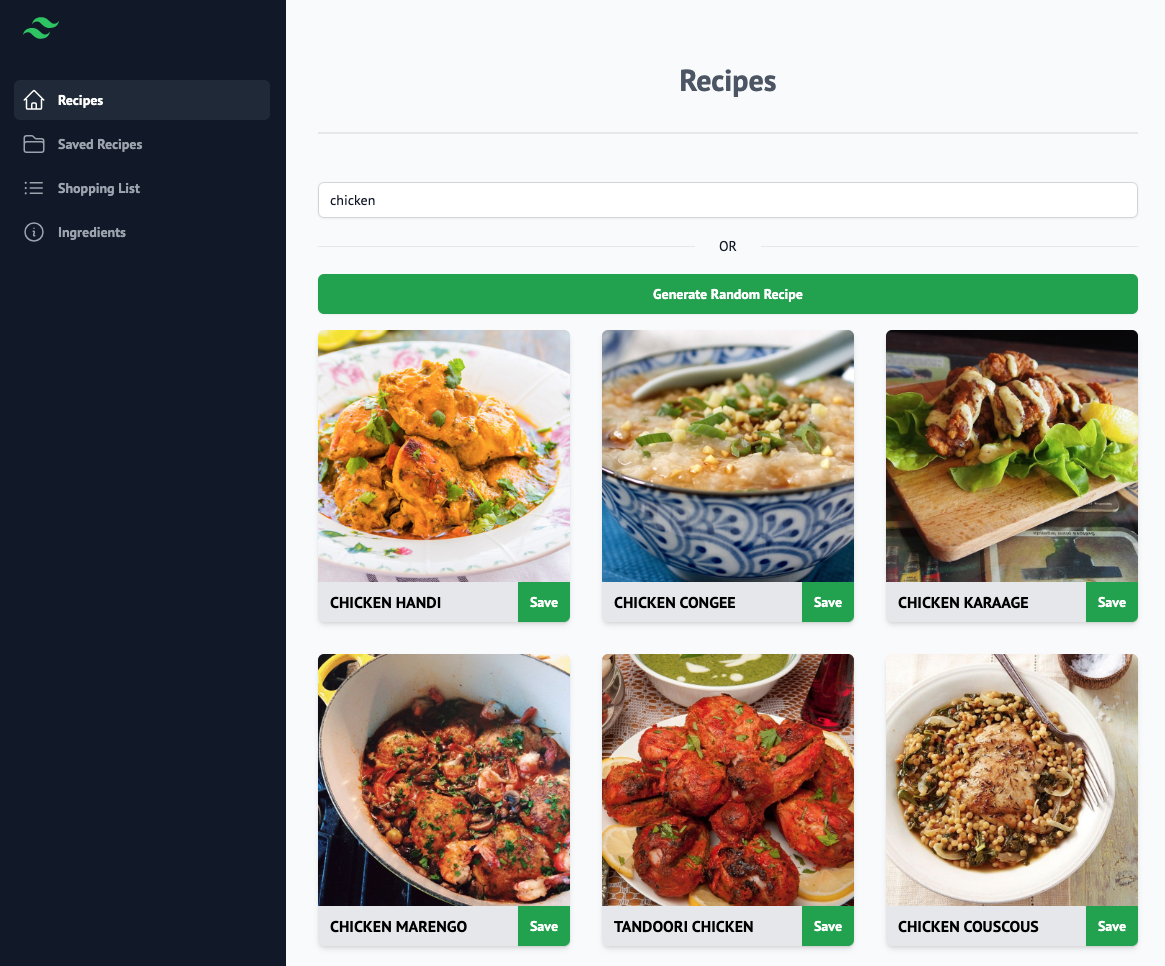 Recipes
Saved Recipes
Shopping List
Ingredients
Recipes
chicken
OR
Generate Random Recipe
CHICKEN HANDI
Save
CHICKEN CONGEE
Save
CHICKEN KARAAGE
Save
CHICKEN MARENGO
Save
TANDOORI CHICKEN
Save
CHICKEN COUSCOUS
Save